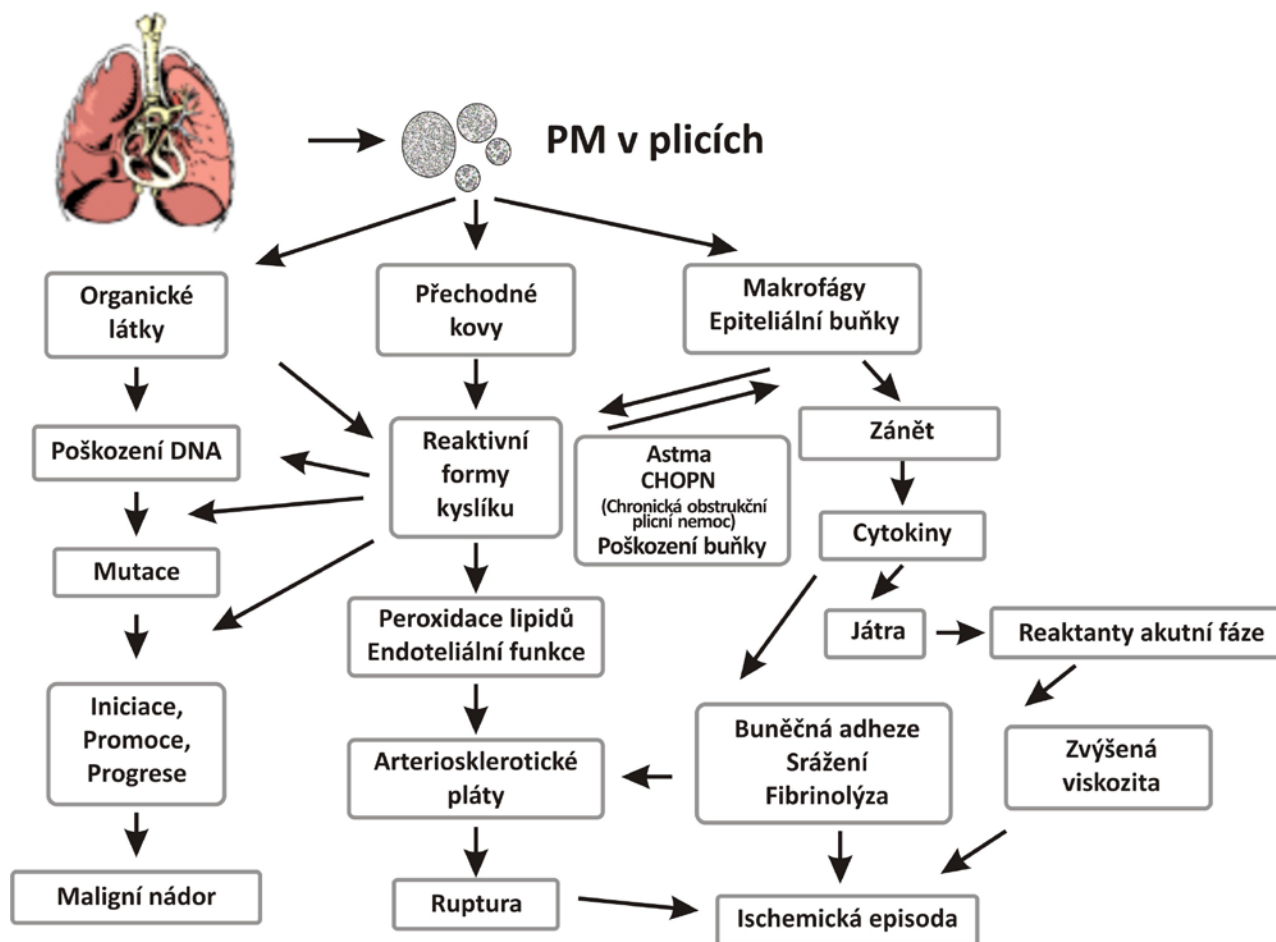 PM v plicích
Organické
látky
Přechodné
kovy
Makrofágy
Epiteliální buňky
Poškození DNA
Reaktivní
formy
kyslíku
Astma
CHOPN
(Chronická obstrukční
plicní nemoc)
Poškození buňky
Zánět
Cytokiny
Mutace
Peroxidace lipidů
Endoteliální funkce
Játra
Reaktanty akutní fáze
Iniciace,
Promoce,
Progrese
Arteriosklerotické
pláty
Buněčná adheze
Srážení
Fibrinolýza
Zvýšená
viskozita
Maligní nádor
Ruptura
Ischemická episoda